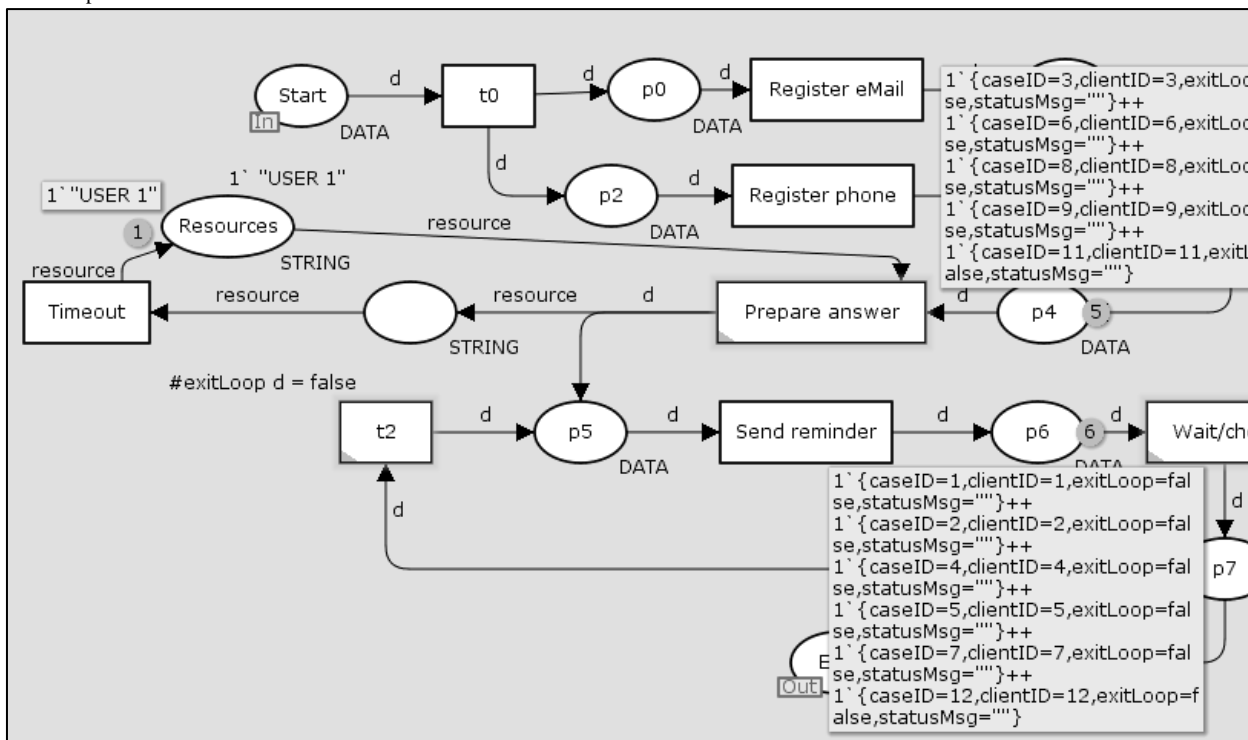 d
d
d
Start
t0
p0
Register eMail
In
DATA
DATA
1`{caseID=3,clientID=3,exitLoo
se,statusMsg=""}++
1`{caseID=6,clientID=6,exitLoo
se,statusMsg=""}++
1`{caseID=8,clientID=8,exitLoo
se,statusMsg=""}++
1`{caseID=9,clientID=9,exitLoo
se,statusMsg=""}++
1`{caseID=11,clientID=11,exitL
alse,statusMsg=""}
d
d
p2
Register phone
DATA
1` "USER 1"
1` "USER 1"
1
Resources
resource
STRING
resource
resource
resource
d
d
Timeout
Prepare answer
p4
5`
STRING
DATA
#exitLoop d = false
d
d
d
d
t2
p5
Send reminder
p6
6
Wait/che
DATA
DATA
d
d
1`{caseID=1,clientID=1,exitLoop=fal
se,statusMsg=""}++
1`{caseID=2,clientID=2,exitLoop=fal
se,statusMsg=""}++
1`{caseID=4,clientID=4,exitLoop=fal
se,statusMsg=""}++
1`{caseID=5,clientID=5,exitLoop=fal
se,statusMsg=""}++
1`{caseID=7,clientID=7,exitLoop=fal
se,statusMsg=""}++
1`{caseID=12,clientID=12,exitLoop=f
alse,statusMsg=""}
p7
E
Out